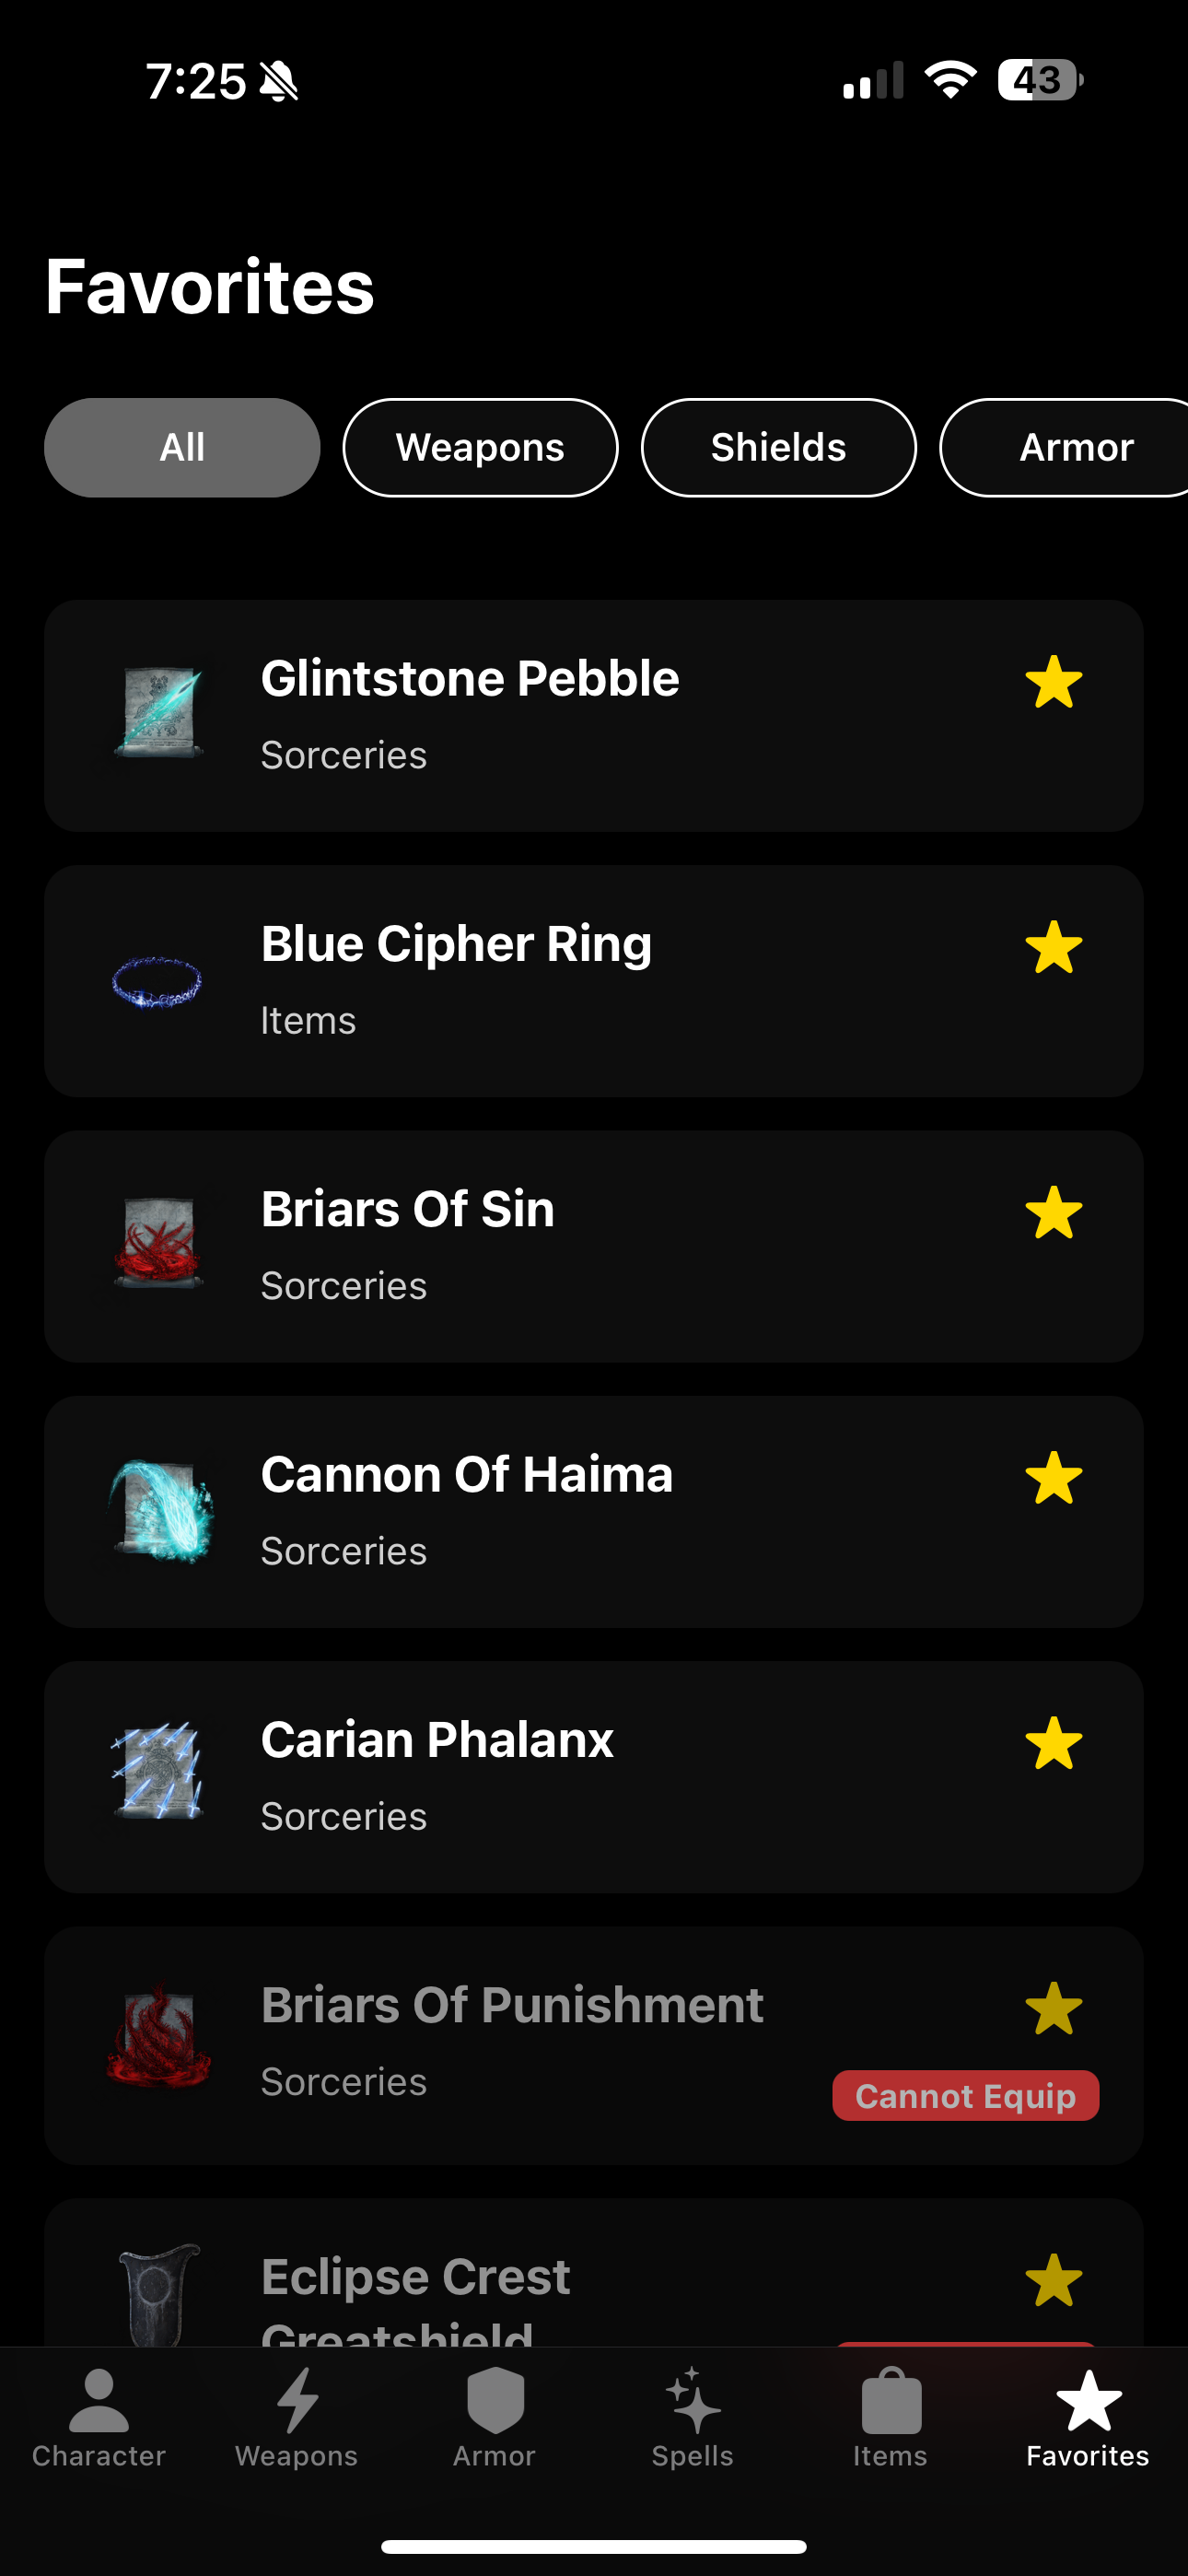 7:25
43
Favorites
All
Weapons
Shields
Armor
Glintstone Pebble
Sorceries
Blue Cipher Ring
Items
Briars Of Sin
Sorceries
Cannon Of Haima
Sorceries
Carian Phalanx
Sorceries
Briars Of Punishment
Sorceries
Cannot Equip
Eclipse Crest
Greatshield
Character
Weapons
Armor
Spells
Items
Favorites